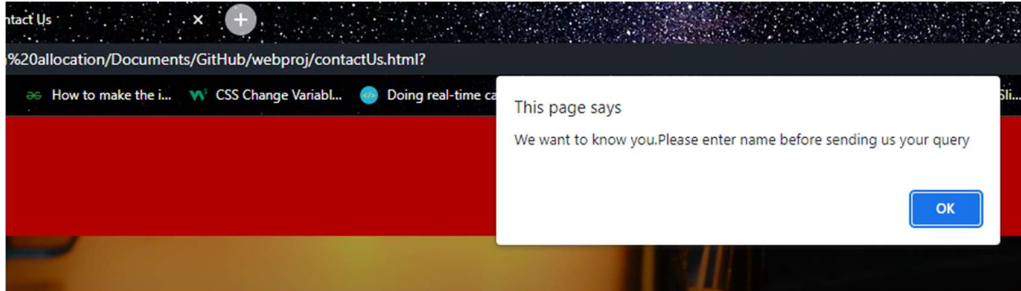 ntact Us
%20allocation/Documents/GitHub/webproj/contactUs.html?
How to make the i... CSS Change Variabl... Doing real-time ca
Sli...
This page says
We want to know you.Please enter name before sending us your query
OK